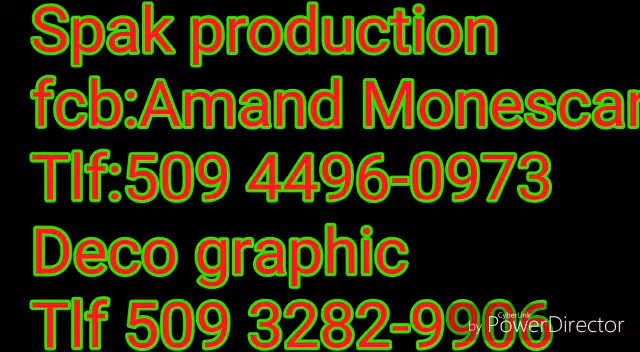 Spak production
fcb:Amand Monescar
Tlf:509 4496-0973
Deco graphic
Tlf 509 3282-9906
CyberLink
by PowerDirector